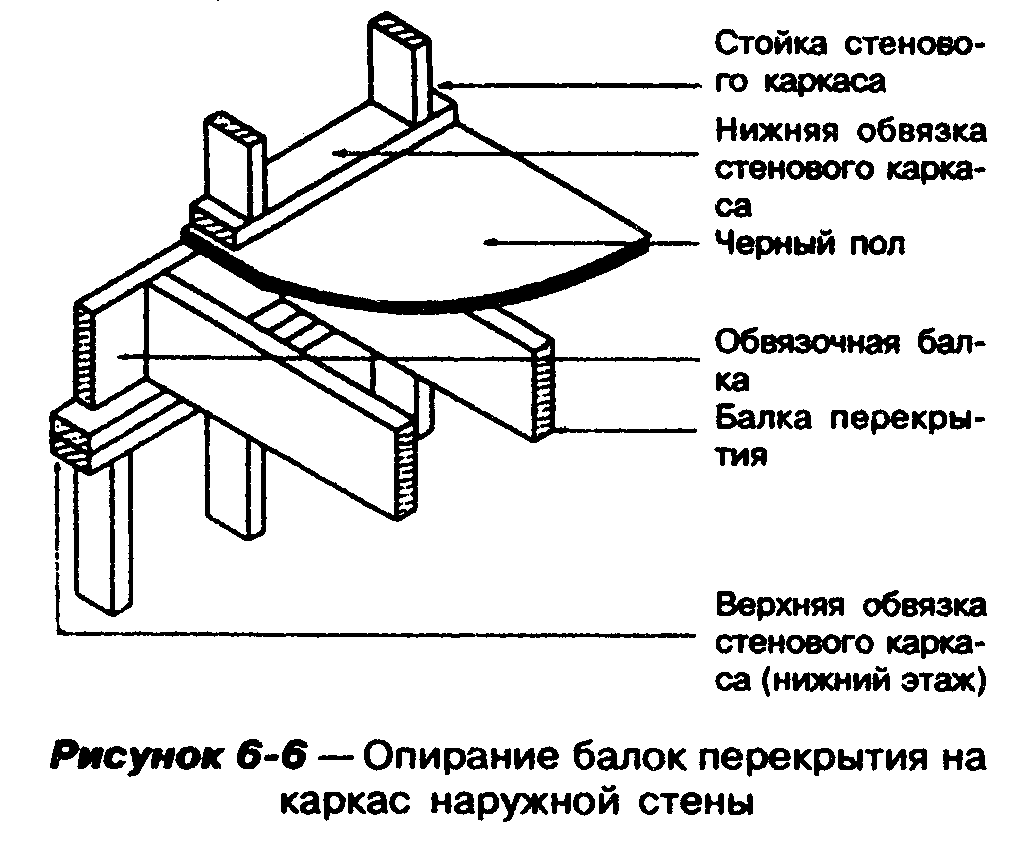 Стойка стеново-
го каркаса
Нижняя обвязка
стенового карка-
са
Черный пол
Обвязочная бал-
ка
Балка перекры-
тия
Верхняя обвязка
стенового карка-
са (нижний этаж)
Рисунок 6-6 — Опирание балок перекрытия на
каркас наружной стены